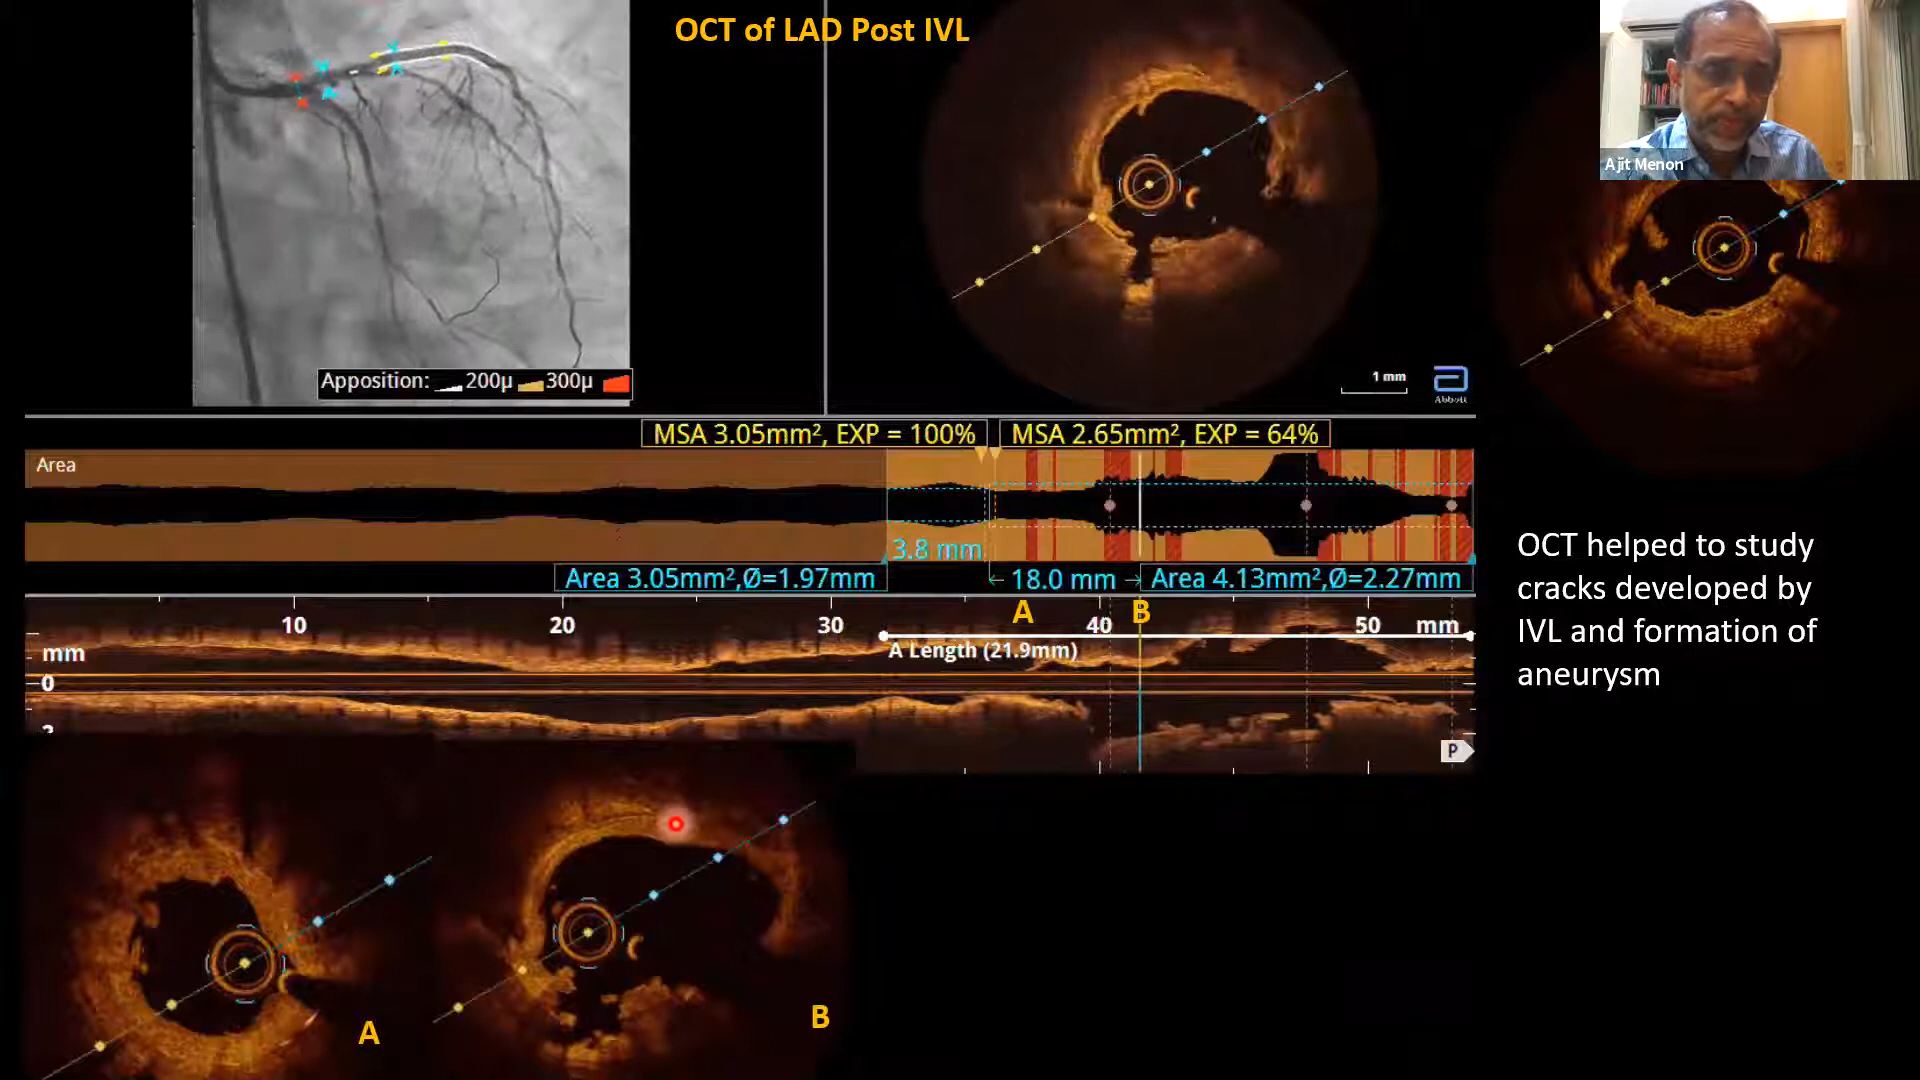 OCT of LAD Post IVL
Ajit Menon
Apposition: 200µ 300µ
1 mm
Abbott
MSA 3.05mm², EXP = 100%
MSA 2.65mm², EXP = 64%
Area
3.8 mm
Area 3.05mm²,Ø=1.97mm
18.0 mm
Area 4.13mm²,Ø=2.27mm
A
B
10
20
30
40
50
mm
A Length (21.9mm)
mm
0
P
OCT helped to study
cracks developed by
IVL and formation of
aneurysm
A
B